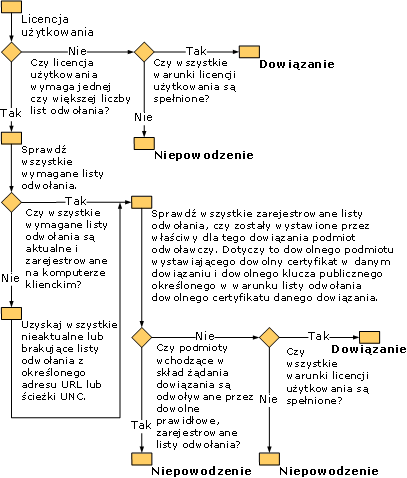 Licencja
użytkowania
Nie
Tak
Czy licencja
użytkowania
wymaga jednej
czy większej liczby
list odwołania?
Czy wszystkie
warunki licencji
użytkowania są
spełnione?
Dowiązanie
Tak
Nie
Niepowodzenie
Sprawdź
wszystkie
wymagane listy
odwołania.
Tak
Czy wszystkie
wymagane listy
odwołania są
aktualne i
zarejestrowane
na komputerze
klienckim?
Sprawdź wszystkie zarejestrowane listy
odwołania, czy zostały wystawione przez
właściwy dla tego dowiązania podmiot
odwoławczy. Dotyczy to dowolnego podmiotu
wystawiającego dowolny certyfikat w danym
dowiązaniu i dowolnego klucza publicznego
określonego w warunku listy odwołania
dowolnego certyfikatu danego dowiązania.
Nie
Uzyskaj wszystkie
nieaktualne lub
brakujące listy
odwołania z
określonego
adresu URL lub
ścieżki UNC.
Nie
Tak
Czy podmioty
wchodzące w
skład żądania
dowiązania są
odwoływane przez
dowolne
prawidłowe,
zarejestrowane
listy odwołania?
Czy
wszystkie
warunki licencji
użytkowania są
spełnione?
Dowiązanie
Tak
Nie
Niepowodzenie
Niepowodzenie